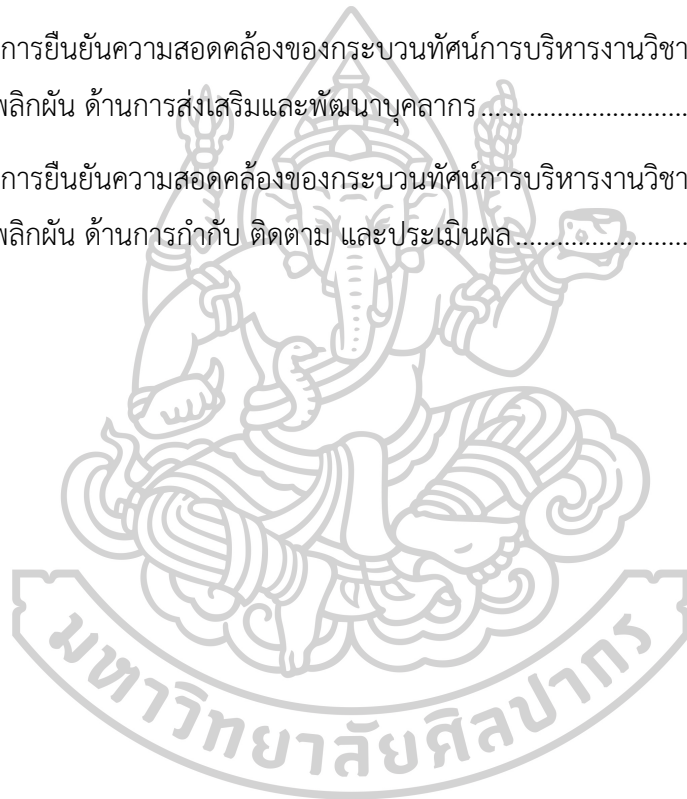 การยืนยันความสอดคล้องของกระบวนทัศน์การบริหารงานวิชา
พลิกผัน ด้านการส่งเสริมและพัฒนาบุคลากร..............................
การยืนยันความสอดคล้องของกระบวนทัศน์การบริหารงานวิชา
พลิกผัน ด้านการกำกับ ติดตาม และประเมินผล.........................
มหาวิทยาลัยศิลปากร